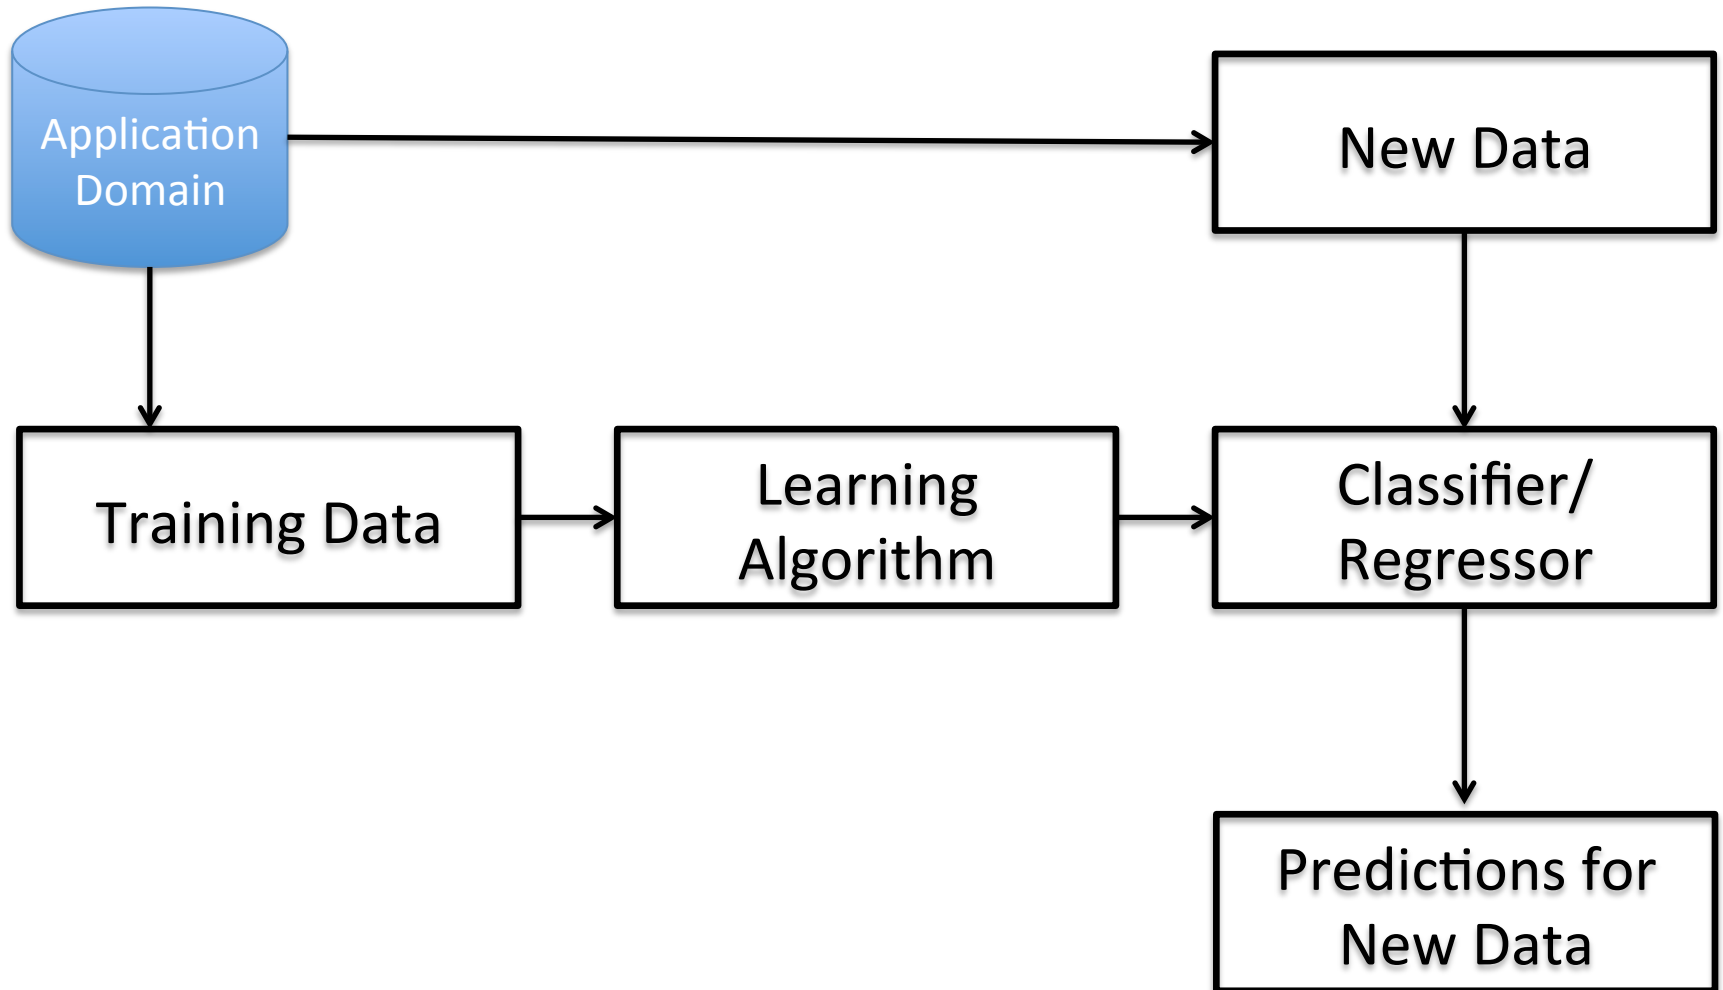 Application
Domain
New Data
Training Data
Learning
Algorithm
Classifier/
Regressor
Predictions for
New Data